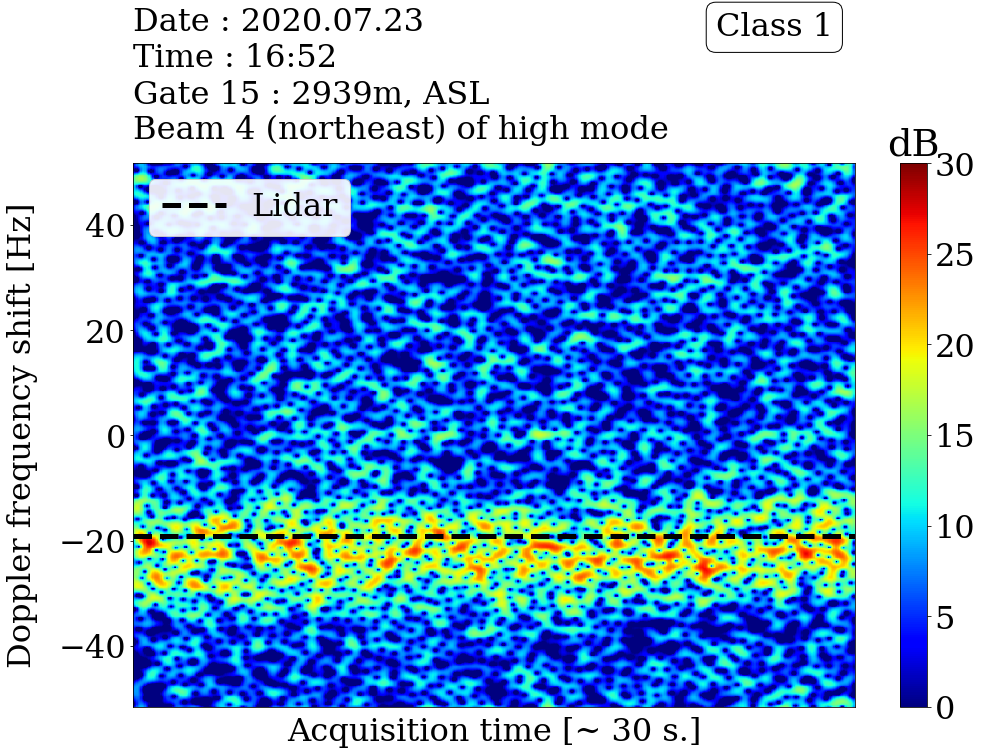 Date : 2020.07.23
Time : 16:52
Gate 15 : 2939m, ASL
Beam 4 (northeast) of high mode
Class 1
dB
Lidar
Doppler frequency shift [Hz]
40
20
0
−20
−40
Acquisition time [~ 30 s.]
30
25
20
15
10
5
0